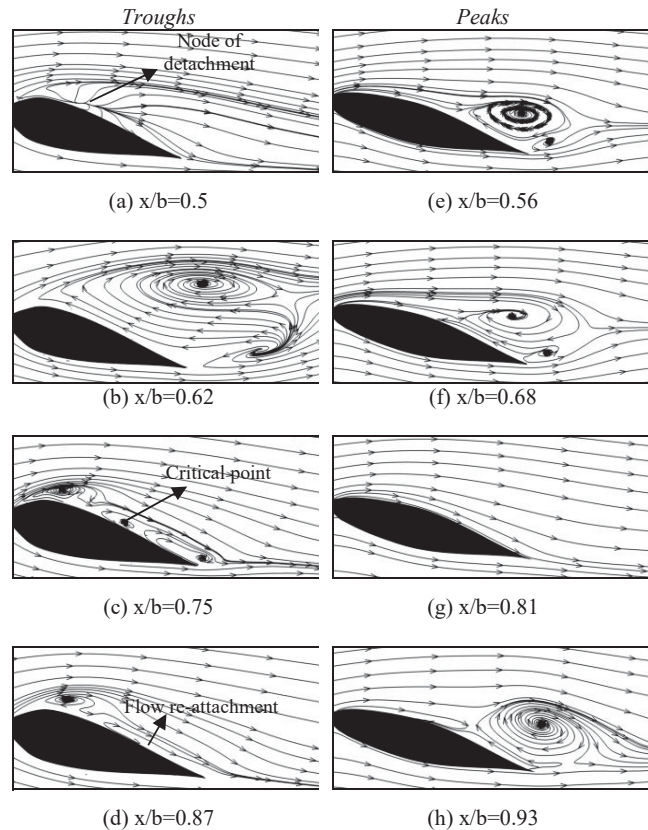 Troughs
Peaks
Node of
detachment
(a) x/b=0.5
(e) x/b=0.56
(b) x/b=0.62
(f) x/b=0.68
Critical point
(c) x/b=0.75
(g) x/b=0.81
Flow re-attachment
(d) x/b=0.87
(h) x/b=0.93